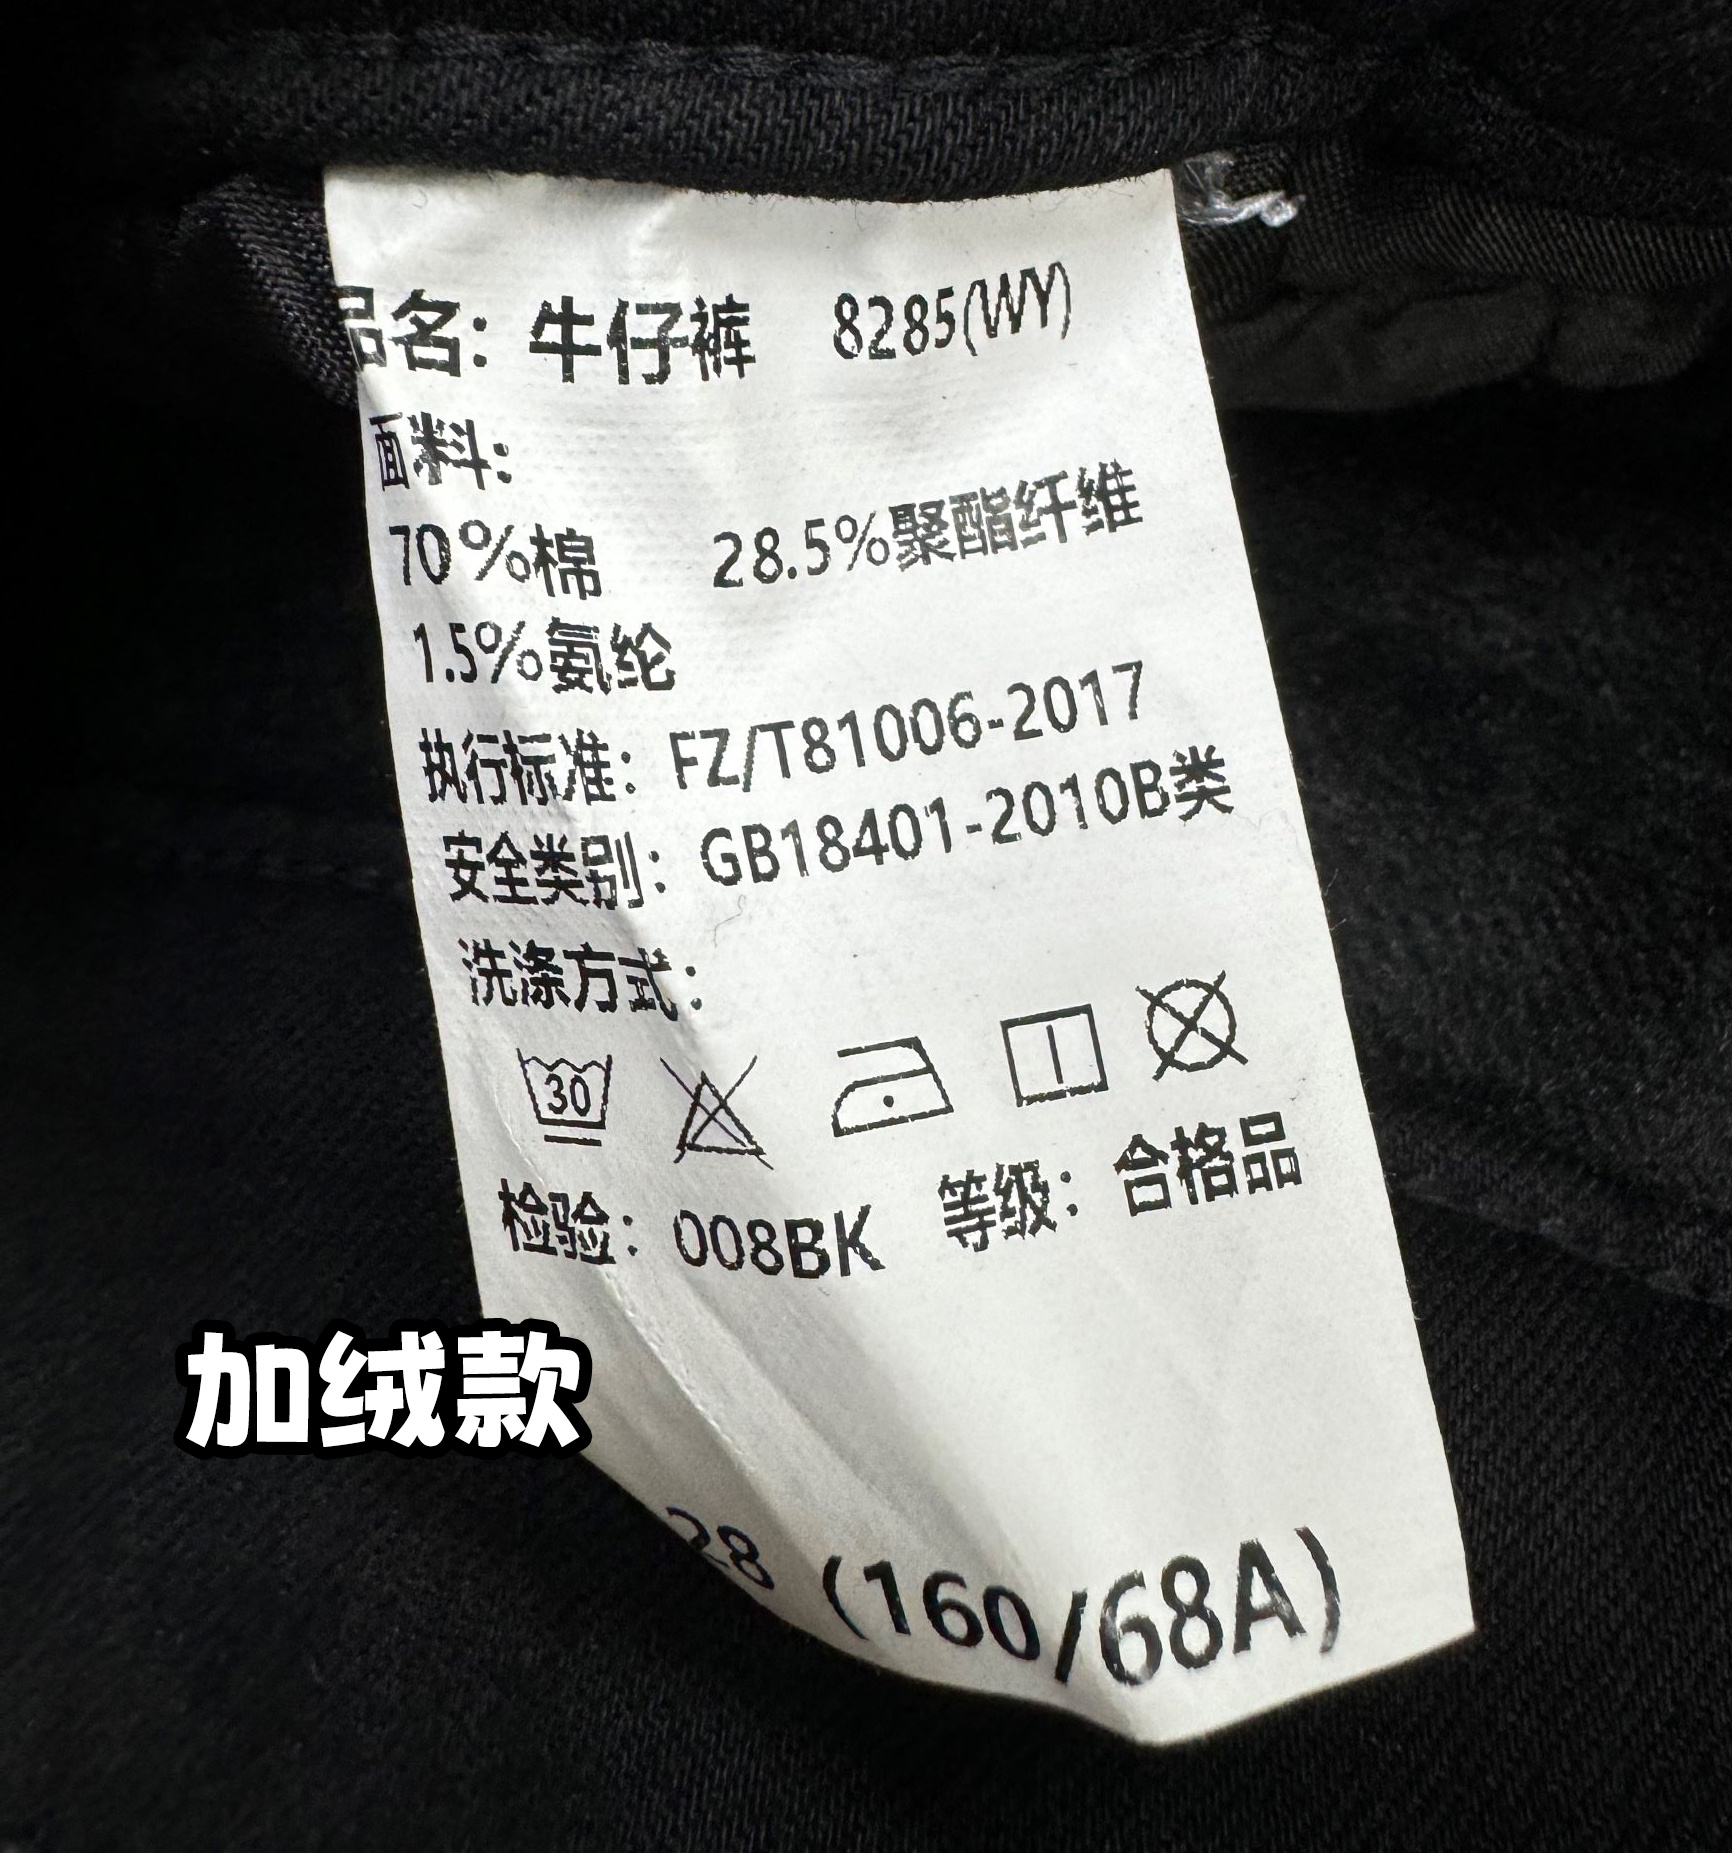 品名：牛仔裤 8285(WY)
面料：
70%棉 28.5%聚酯纤维
1.5%氨纶
执行标准：FZ/T81006-2017
安全类别：GB18401-2010B类
洗涤方式：
30
检验：008BK 等级：合格品
加绒款
28（160/68A）